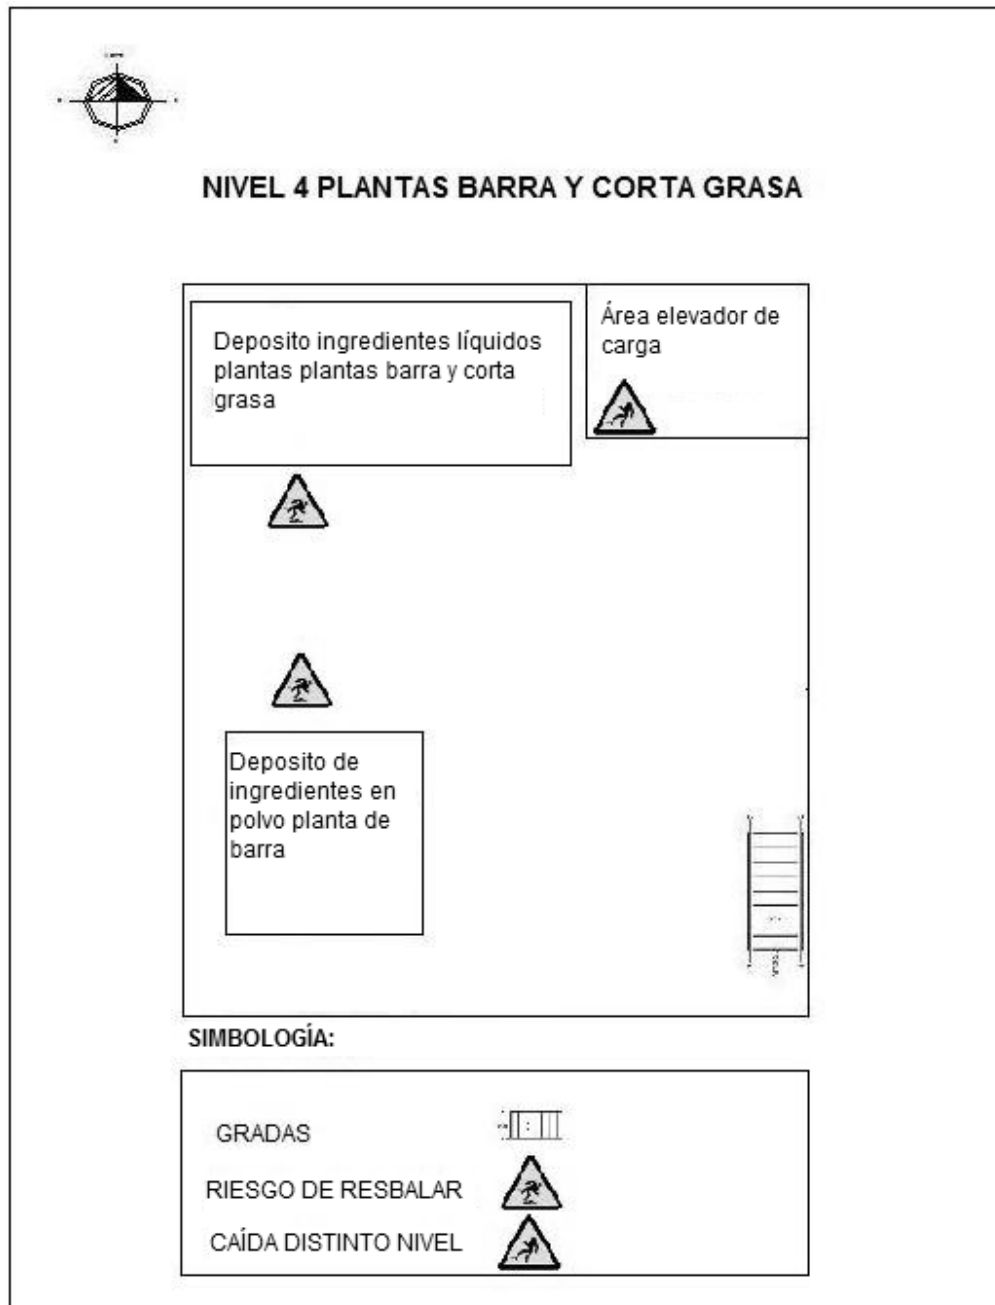 NIVEL 4 PLANTAS BARRA Y CORTA GRASA
Deposito ingredientes líquidos
plantas plantas barra y corta
grasa
Área elevador de
carga
Deposito de
ingredientes en
polvo planta de
barra
SIMBOLOGÍA:
GRADAS
RIESGO DE RESBALAR
CAÍDA DISTINTO NIVEL